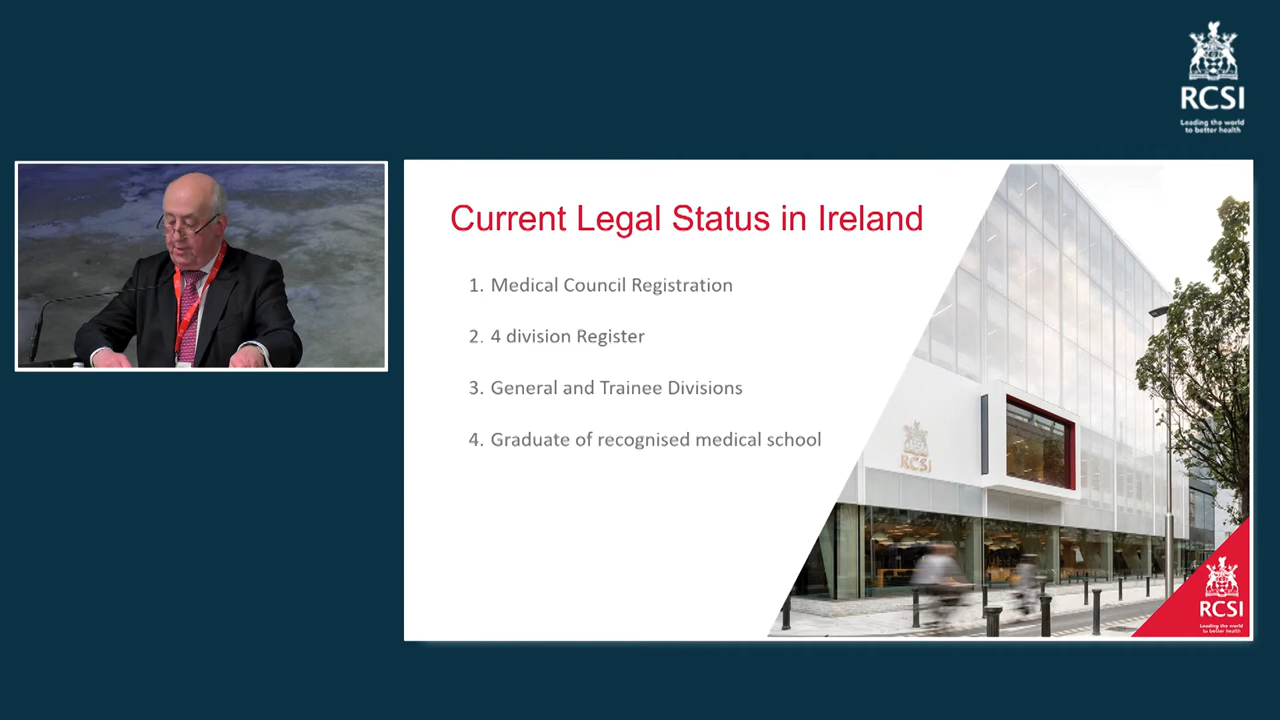 RCSI
Leading the world
to better health
Current Legal Status in Ireland
1. Medical Council Registration
2. 4 division Register
3. General and Trainee Divisions
4. Graduate of recognised medical school
RCSI
RCSI
Leading the world
to better health